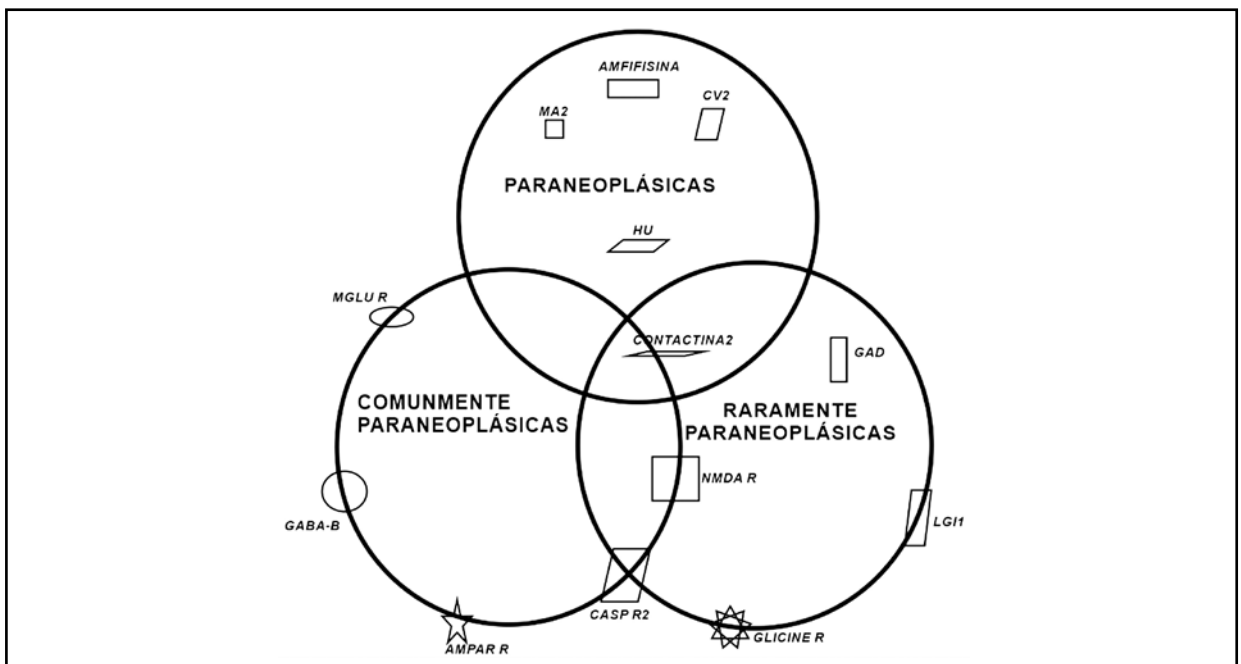 AMFIFISINA
CV2
MA2
PARANEOPLÁSICAS
HU
MGLU R
CONTACTINA2
GAD
COMUNMENTE
PARANEOPLÁSICAS
RARAMENTE
PARANEOPLÁSICAS
NMDA R
GABA-B
LGI1
CASP R2
GLICINE R
AMPAR R